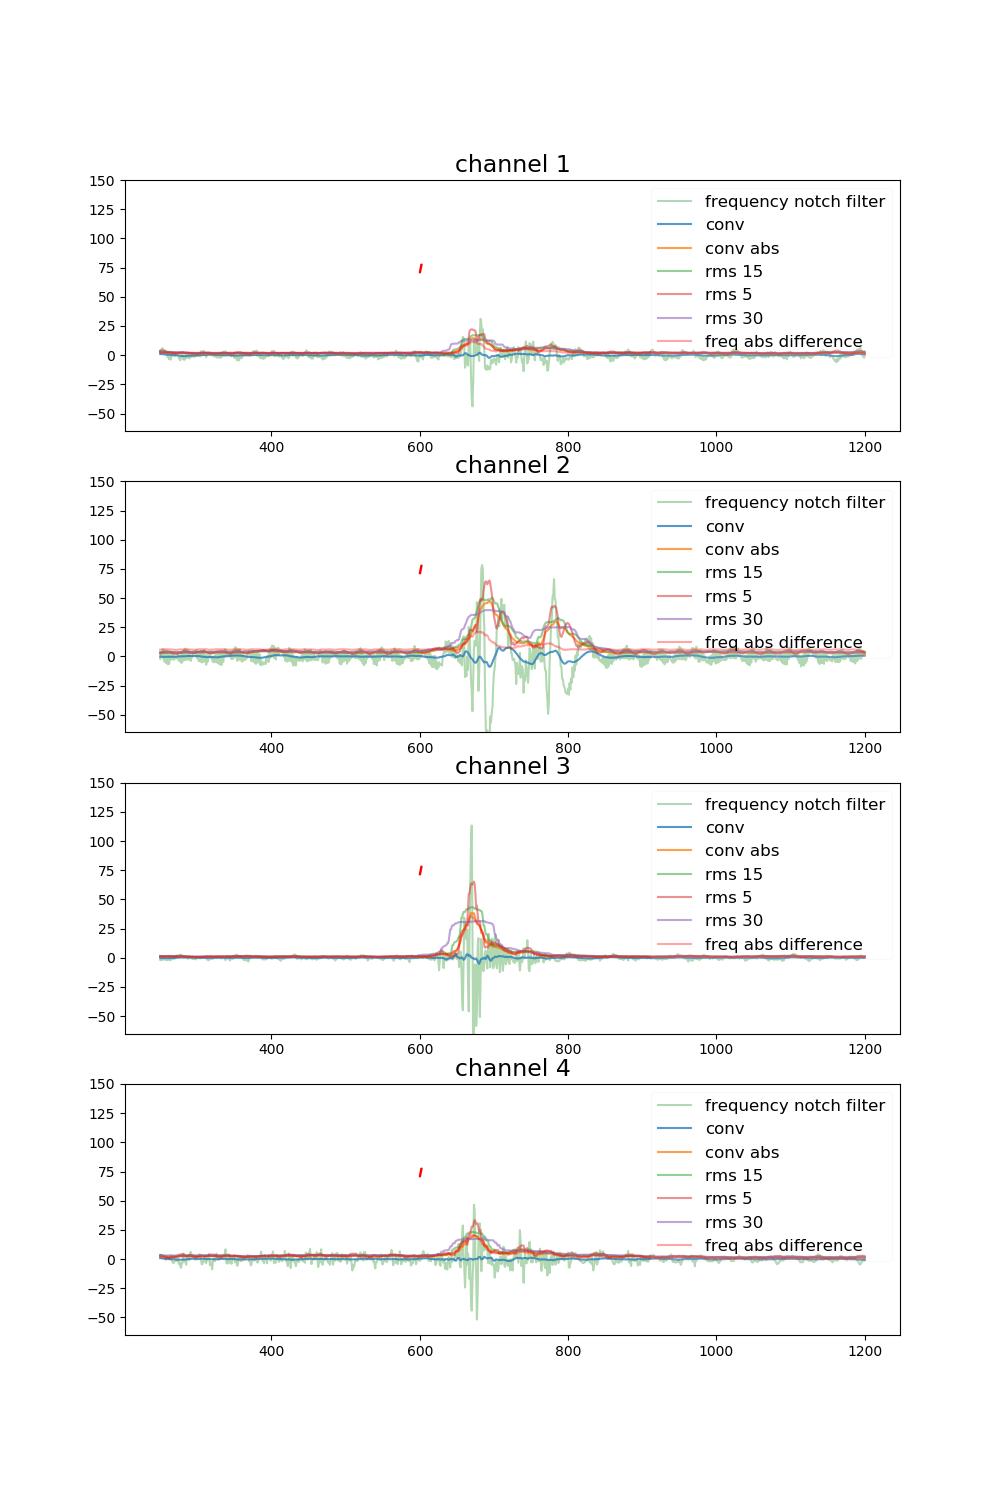 channel 1
150
125
100
75
50
25
0
−25
−50
frequency notch filter
conv
conv abs
rms 15
rms 5
rms 30
freq abs difference
400 600 800 1000 1200
channel 2
150
125
100
75
50
25
0
−25
−50
frequency notch filter
conv
conv abs
rms 15
rms 5
rms 30
freq abs difference
400 600 800 1000 1200
channel 3
150
125
100
75
50
25
0
−25
−50
frequency notch filter
conv
conv abs
rms 15
rms 5
rms 30
freq abs difference
400 600 800 1000 1200
channel 4
150
125
100
75
50
25
0
−25
−50
frequency notch filter
conv
conv abs
rms 15
rms 5
rms 30
freq abs difference
400 600 800 1000 1200